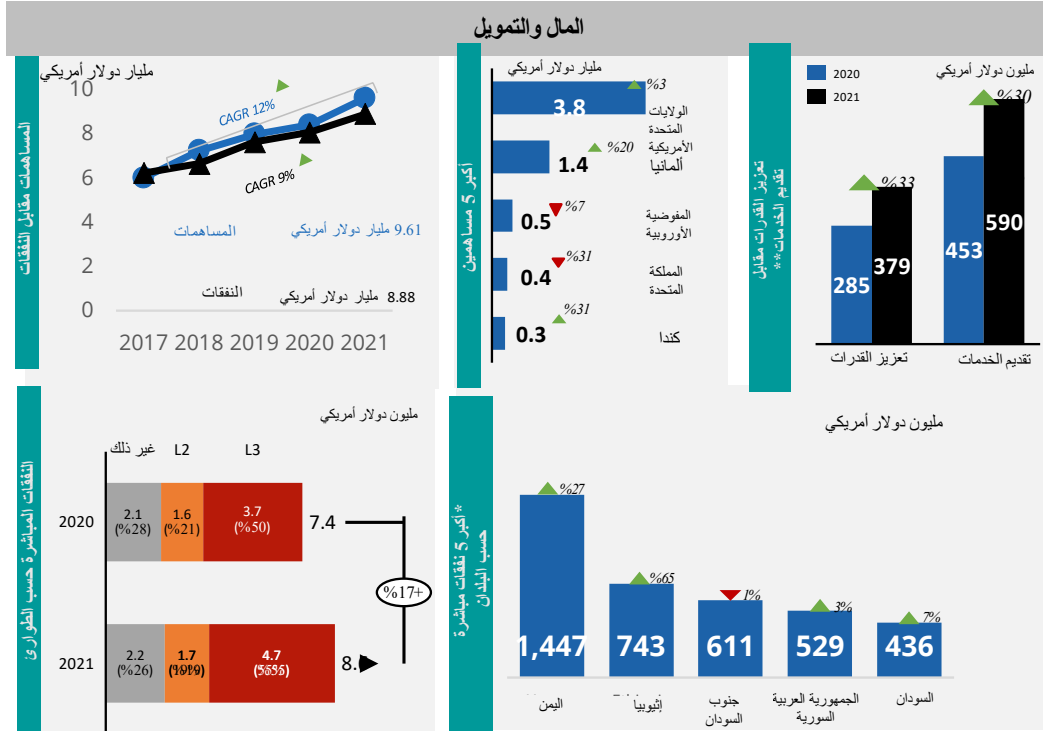 المال والتمويل
المساهمات مقابل النفقات
مليار دولار أمريكي
10
8
6
4
2
0
CAGR 12%
CAGR 9%
المساهمات
9.61 مليار دولار أمريكي
النفقات
8.88 مليار دولار أمريكي
2017 2018 2019 2020 2021
أكبر 5 مساهمين
مليار دولار أمريكي
3.8
%3
الولايات
المتحدة
الأمريكية
1.4
%20
ألمانيا
0.5
%7
المفوضية
الأوروبية
0.4
%31
المملكة
المتحدة
0.3
%31
كندا
تعزيز القدرات مقابل
تقديم الخدمات**
مليون دولار أمريكي
2020
2021
%33
285
379
%30
453
590
تعزيز القدرات
تقديم الخدمات
النفقات المباشرة حسب الطوارئ
مليون دولار أمريكي
غير ذلك
L2
L3
2020
2.1
(%28)
1.6
(%21)
3.7
(%50)
7.4
%17+
2021
2.2
(%26)
1.7
4.7
*أكبر 5 نفقات مباشرة
حسب البلدان
مليون دولار أمريكي
%27
1,447
%65
743
1%
611
3%
529
7%
436
اليمن
إثيوبيا
جنوب
السودان
الجمهورية العربية
السورية
السودان